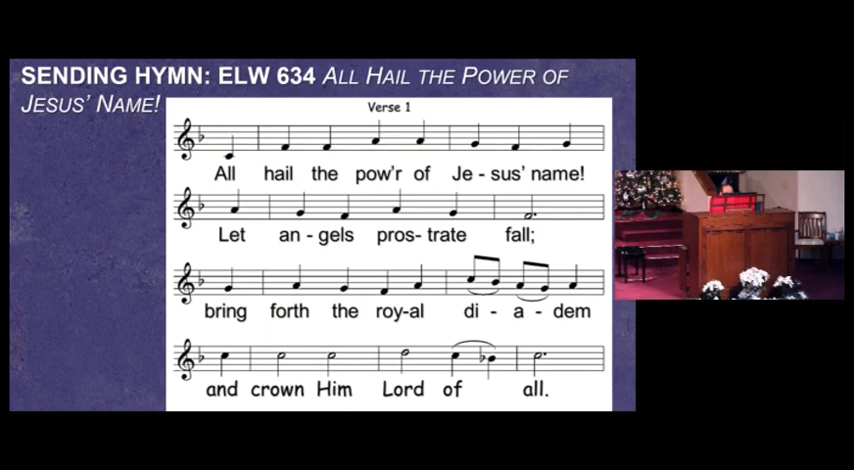 SENDING HYMN: ELW 634 ALL HAIL THE POWER OF
JESUS’ NAME!
Verse 1
All hail the pow'r of Je - sus' name!
Let an - gels pros- trate fall;
bring forth the roy-al di - a - dem
and crown Him Lord of all.